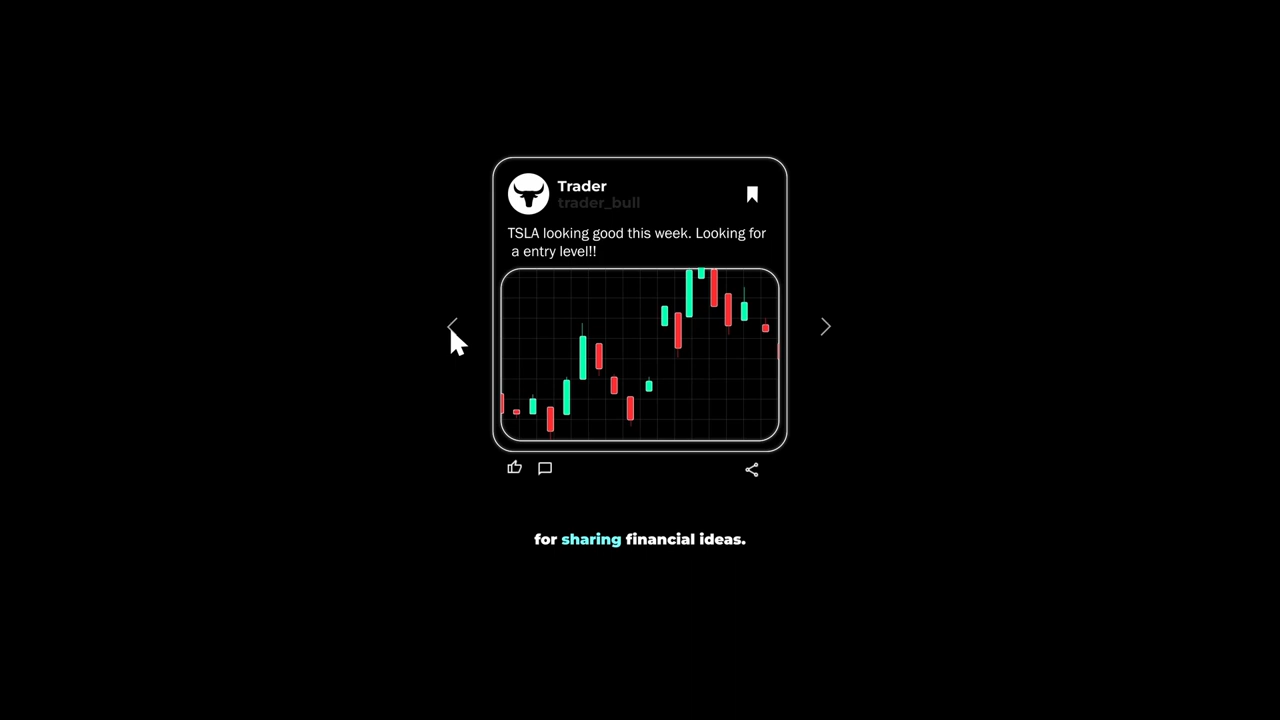 Trader
trader_bull
TSLA looking good this week. Looking for
a entry level!!
for sharing financial ideas.